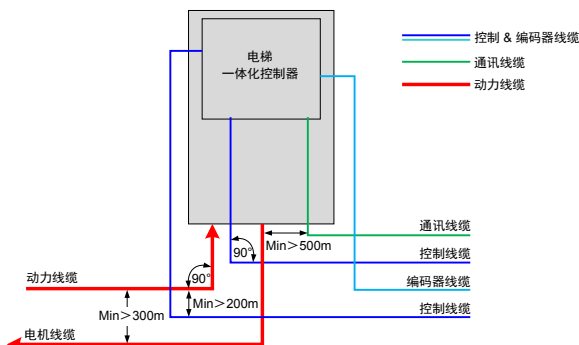 电梯
一体化控制器
控制 & 编码器线缆
通讯线缆
动力线缆
Min＞500m
通讯线缆
90°
控制线缆
动力线缆
90°
编码器线缆
Min＞200m
控制线缆
Min＞300m
电机线缆